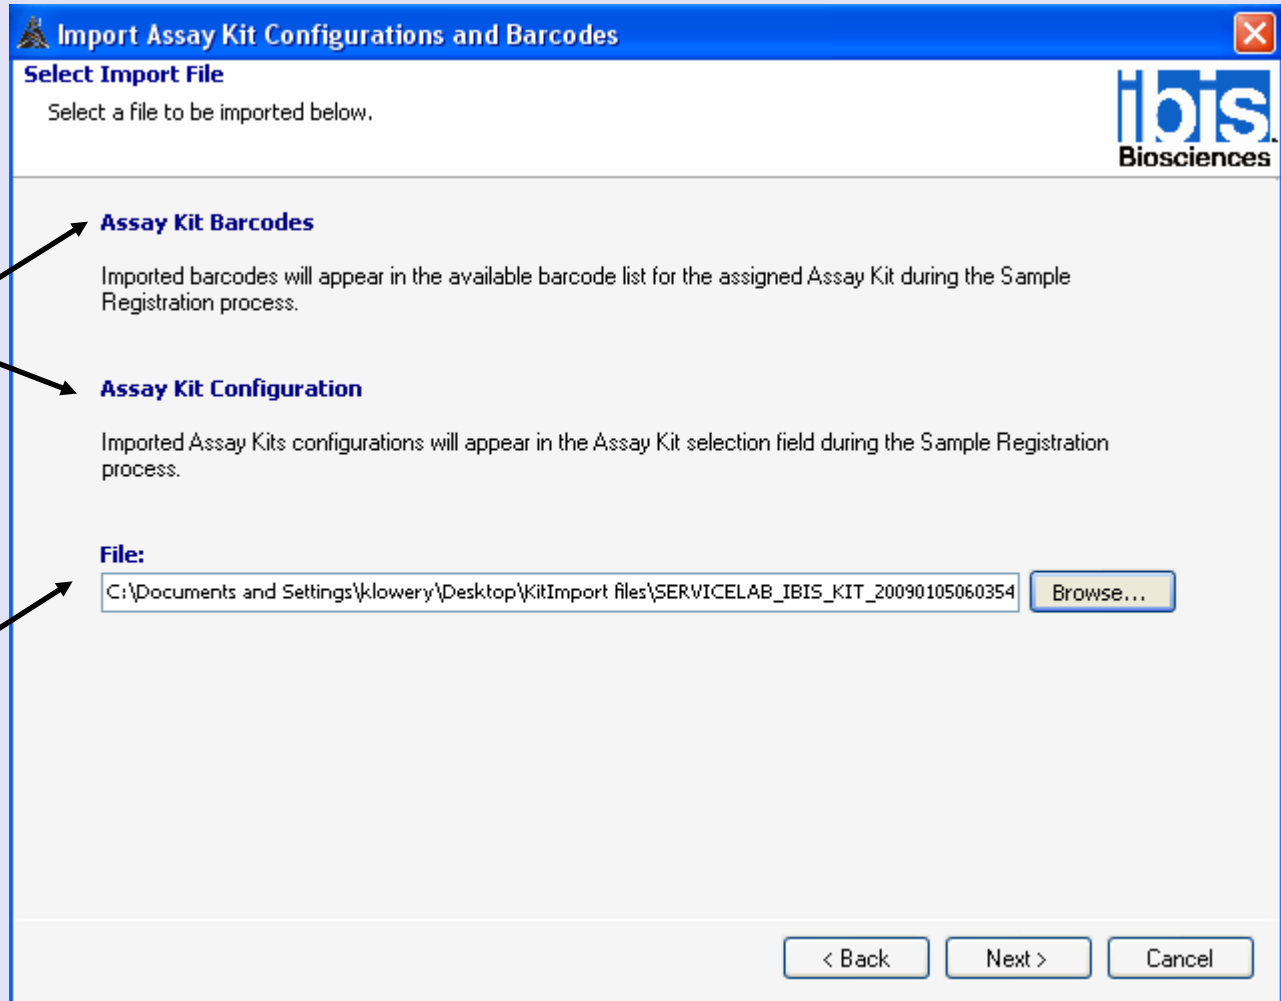 Import Assay Kit Configurations and Barcodes
Select Import File
Select a file to be imported below.
ibis
Biosciences
Assay Kit Barcodes
Imported barcodes will appear in the available barcode list for the assigned Assay Kit during the Sample
Registration process.
Assay Kit Configuration
Imported Assay Kits configurations will appear in the Assay Kit selection field during the Sample Registration
process.
File:
C:\Documents and Settings\klowery\Desktop\KitImport files\SERVICELAB_IBIS_KIT_20090105060354
Browse...
< Back
Next >
Cancel